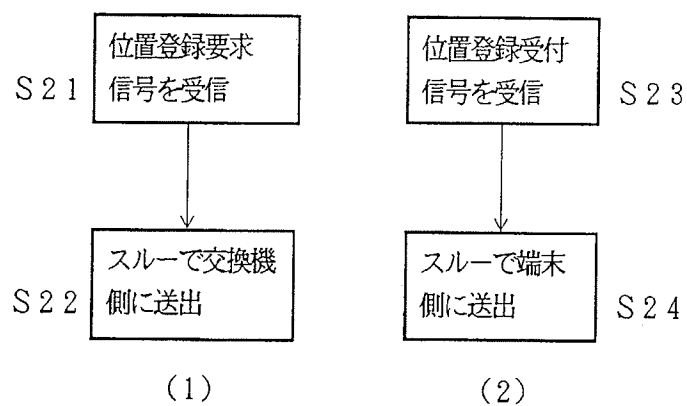 位置登録要求
信号を受信
S21
スルーで交換機
側に送出
S22
(1)
位置登録受付
信号を受信
S23
スルーで端末
側に送出
S24
(2)